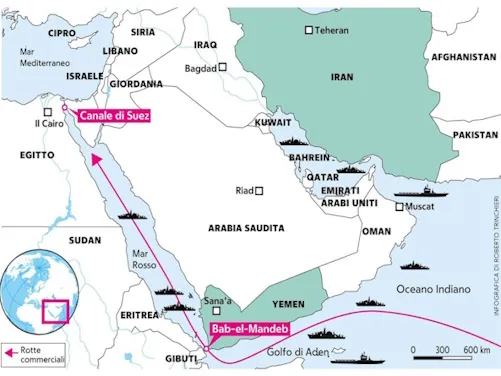 CIPRO
SIRIA
Teheran
Mar
Mediterraneo
LIBANO
IRAQ
AFGHANISTAN
Bagdad
ISRAELE
IRAN
GIORDANIA
Canale di Suez
KUWAIT
Il Cairo
PAKISTAN
EGITTO
BAHREIN
QATAR
Riad
EMIRATI
ARABI UNITI
Muscat
ARABIA SAUDITA
OMAN
SUDAN
Mar
Rosso
Oceano Indiano
YEMEN
Sana'a
ERITREA
Bab-el-Mandeb
Rotte
commerciali
GIBUTI
Golfo di Aden
0 300 600 km
INFOGRAFICA DI ROBERTO TRINCHIERI